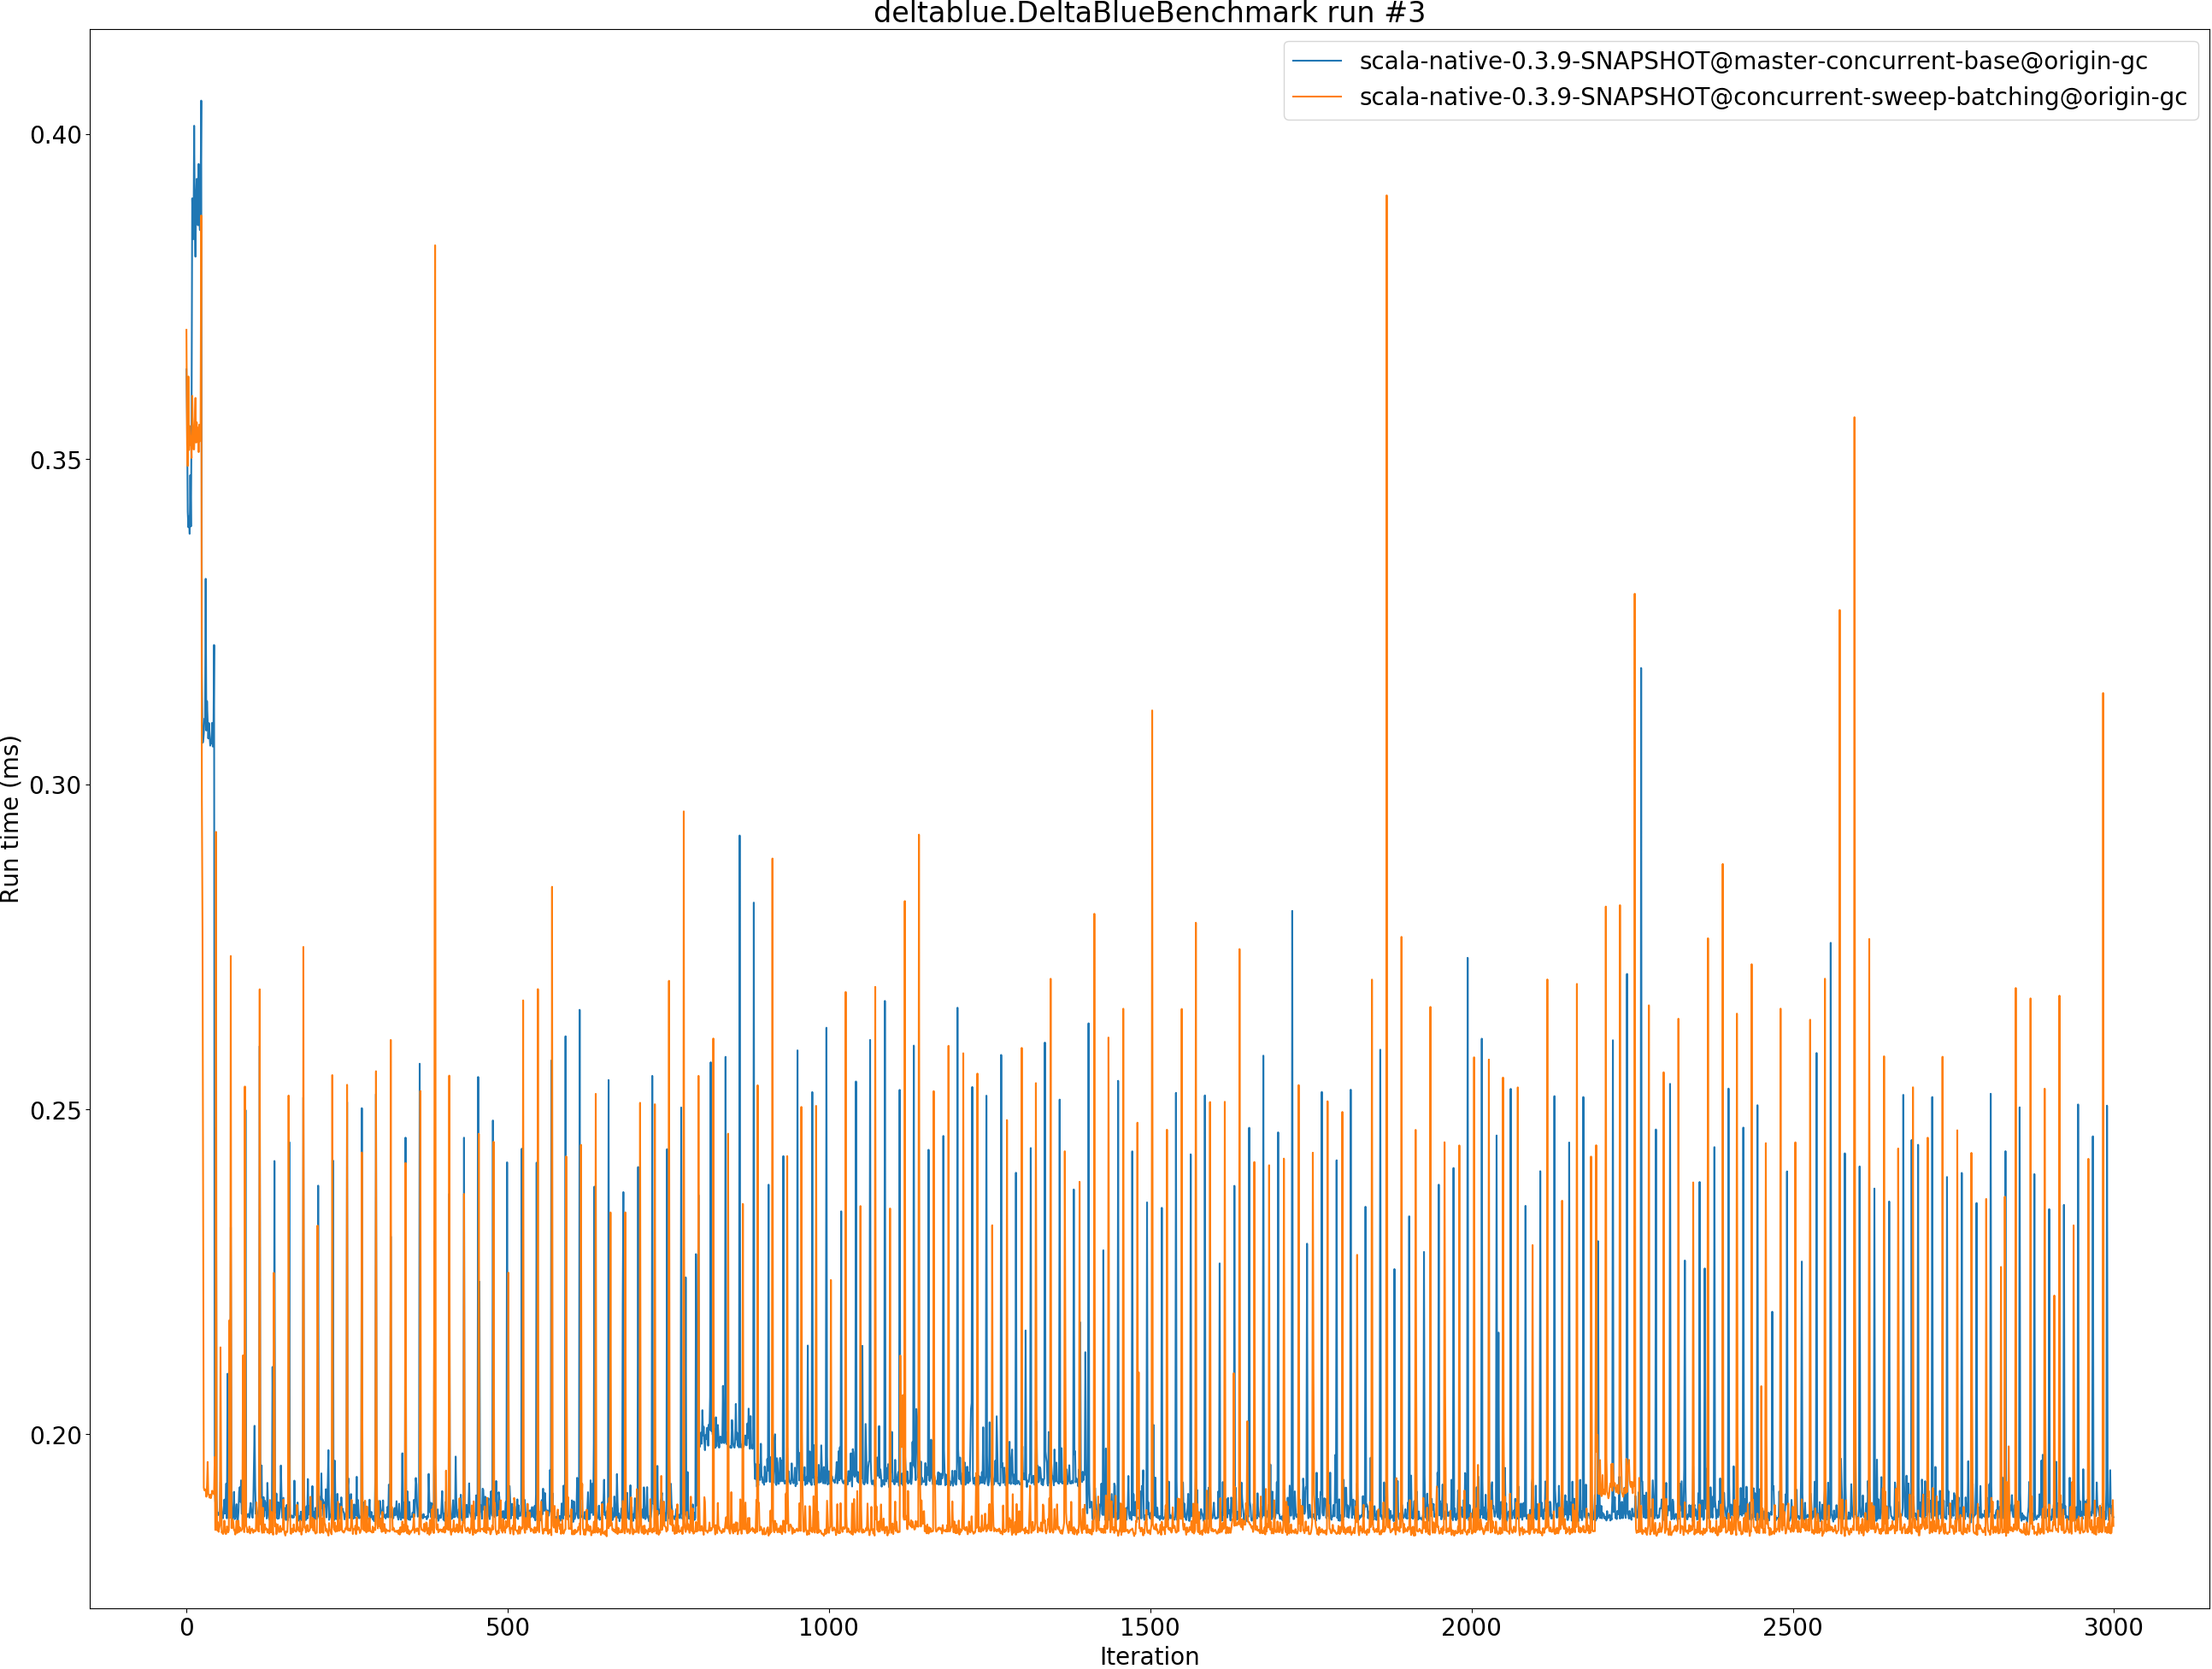 deltablue.DeltaBlueBenchmark run #3
scala-native-0.3.9-SNAPSHOT@master-concurrent-base@origin-gc
scala-native-0.3.9-SNAPSHOT@concurrent-sweep-batching@origin-gc
Run time (ms)
0.40
0.35
0.30
0.25
0.20
0
500
1000
1500
2000
2500
3000
Iteration